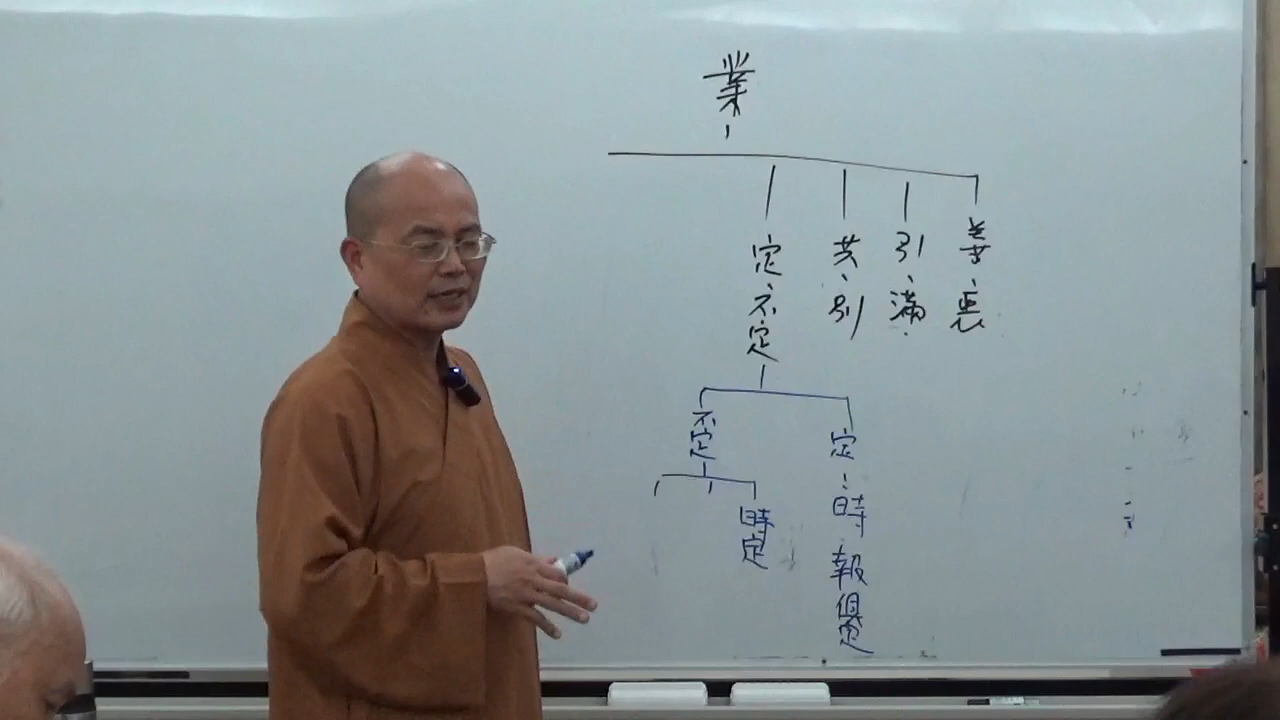 業
善、惡
引、滿
共、別
定、不定
定：時報俱定
不定
時定